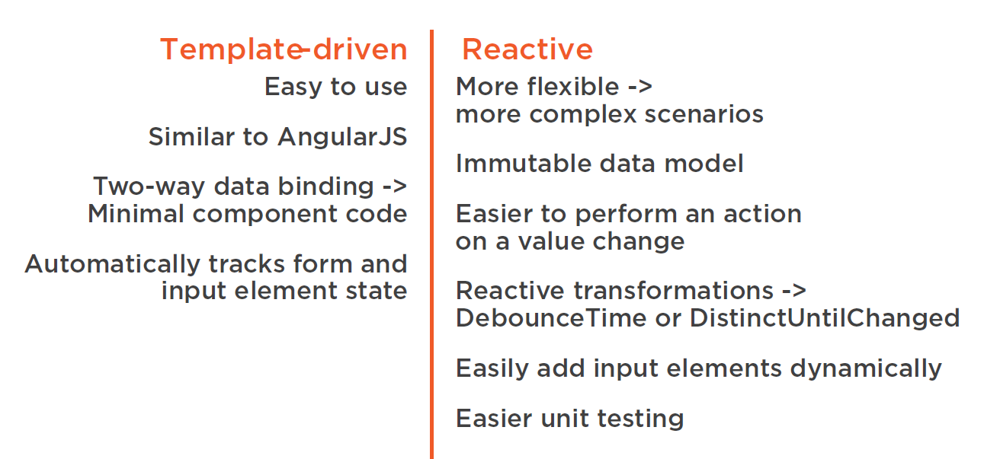 Template-driven
Easy to use
Similar to AngularJS
Two-way data binding ->
Minimal component code
Automatically tracks form and
input element state
Reactive
More flexible ->
more complex scenarios
Immutable data model
Easier to perform an action
on a value change
Reactive transformations ->
DebounceTime or DistinctUntilChanged
Easily add input elements dynamically
Easier unit testing